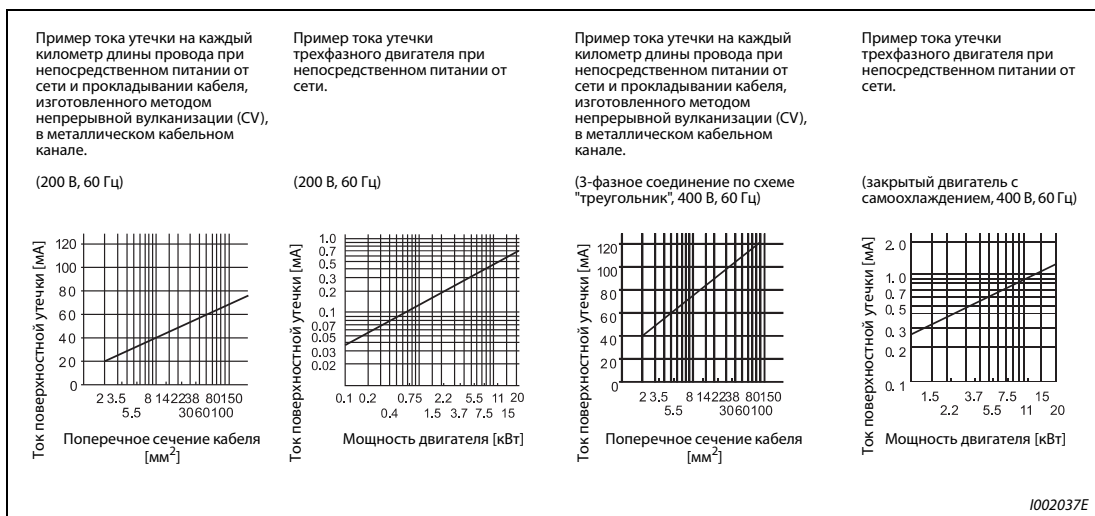 Пример тока утечки на каждый
километр длины провода при
непосредственном питании от
сети и прокладывании кабеля,
изготовленного методом
непрерывной вулканизации (CV),
в металлическом кабельном
канале.
(200 В, 60 Гц)
Ток поверхностной утечки [мА]
120
100
80
60
40
20
0
2 3.5 8 14 22 38 80 150
5.5 30 60 100
Поперечное сечение кабеля
[мм2]
Пример тока утечки
трехфазного двигателя при
непосредственном питании от
сети.
(200 В, 60 Гц)
Ток поверхностной утечки [мА]
1.0
0.7
0.5
0.3
0.2
0.1
0.07
0.05
0.03
0.02
0.1 0.2 0.75 2.2 5.5 11 20
0.4 1.5 3.7 7.5 15
Мощность двигателя [кВт]
Пример тока утечки на каждый
километр длины провода при
непосредственном питании от
сети и прокладывании кабеля,
изготовленного методом
непрерывной вулканизации (CV),
в металлическом кабельном
канале.
(3-фазное соединение по схеме
"треугольник", 400 В, 60 Гц)
Ток поверхностной утечки [мА]
120
100
80
60
40
20
0
2 3.5 8 14 22 38 80 150
5.5 30 60 100
Поперечное сечение кабеля
[мм2]
Пример тока утечки
трехфазного двигателя при
непосредственном питании от
сети.
(закрытый двигатель с
самоохлаждением, 400 В, 60 Гц)
Ток поверхностной утечки [мА]
2.0
1.0
0.7
0.5
0.3
0.2
0.1
1.5 3.7 7.5 15
2.2 5.5 11 20
Мощность двигателя [кВт]
I002037E